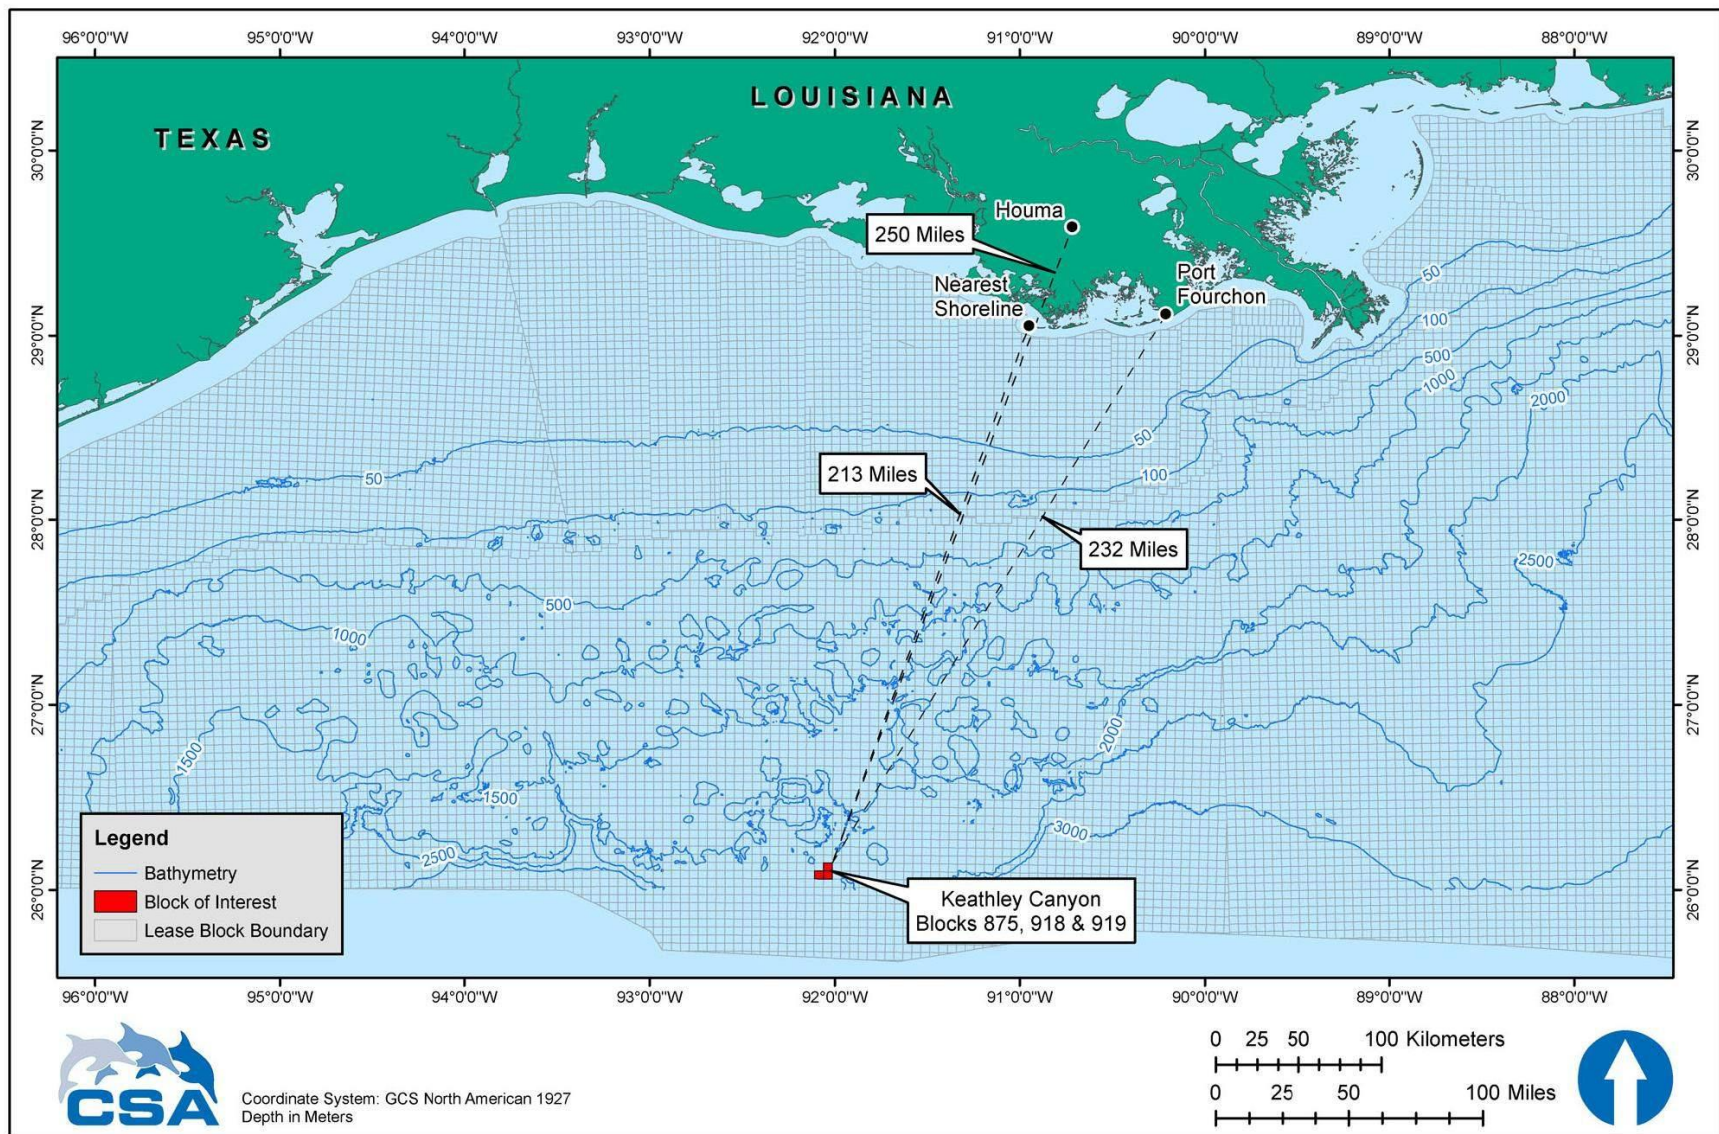 96°0'0"W 95°0'0"W 94°0'0"W 93°0'0"W 92°0'0"W 91°0'0"W 90°0'0"W 89°0'0"W 88°0'0"W
LOUISIANA
TEXAS
30°0'0"N
30°0'0"N
Houma
250 Miles
Nearest
Shoreline
Port
Fourchon
50
100
500
1000
2000
29°0'0"N
29°0'0"N
50
100
50
213 Miles
232 Miles
28°0'0"N
28°0'0"N
2500
500
1000
27°0'0"N
27°0'0"N
2000
1500
1500
3000
2500
26°0'0"N
26°0'0"N
Keathley Canyon
Blocks 875, 918 & 919
Legend
Bathymetry
Block of Interest
Lease Block Boundary
96°0'0"W 95°0'0"W 94°0'0"W 93°0'0"W 92°0'0"W 91°0'0"W 90°0'0"W 89°0'0"W 88°0'0"W
CSA
Coordinate System: GCS North American 1927
Depth in Meters
0 25 50 100 Kilometers
0 25 50 100 Miles